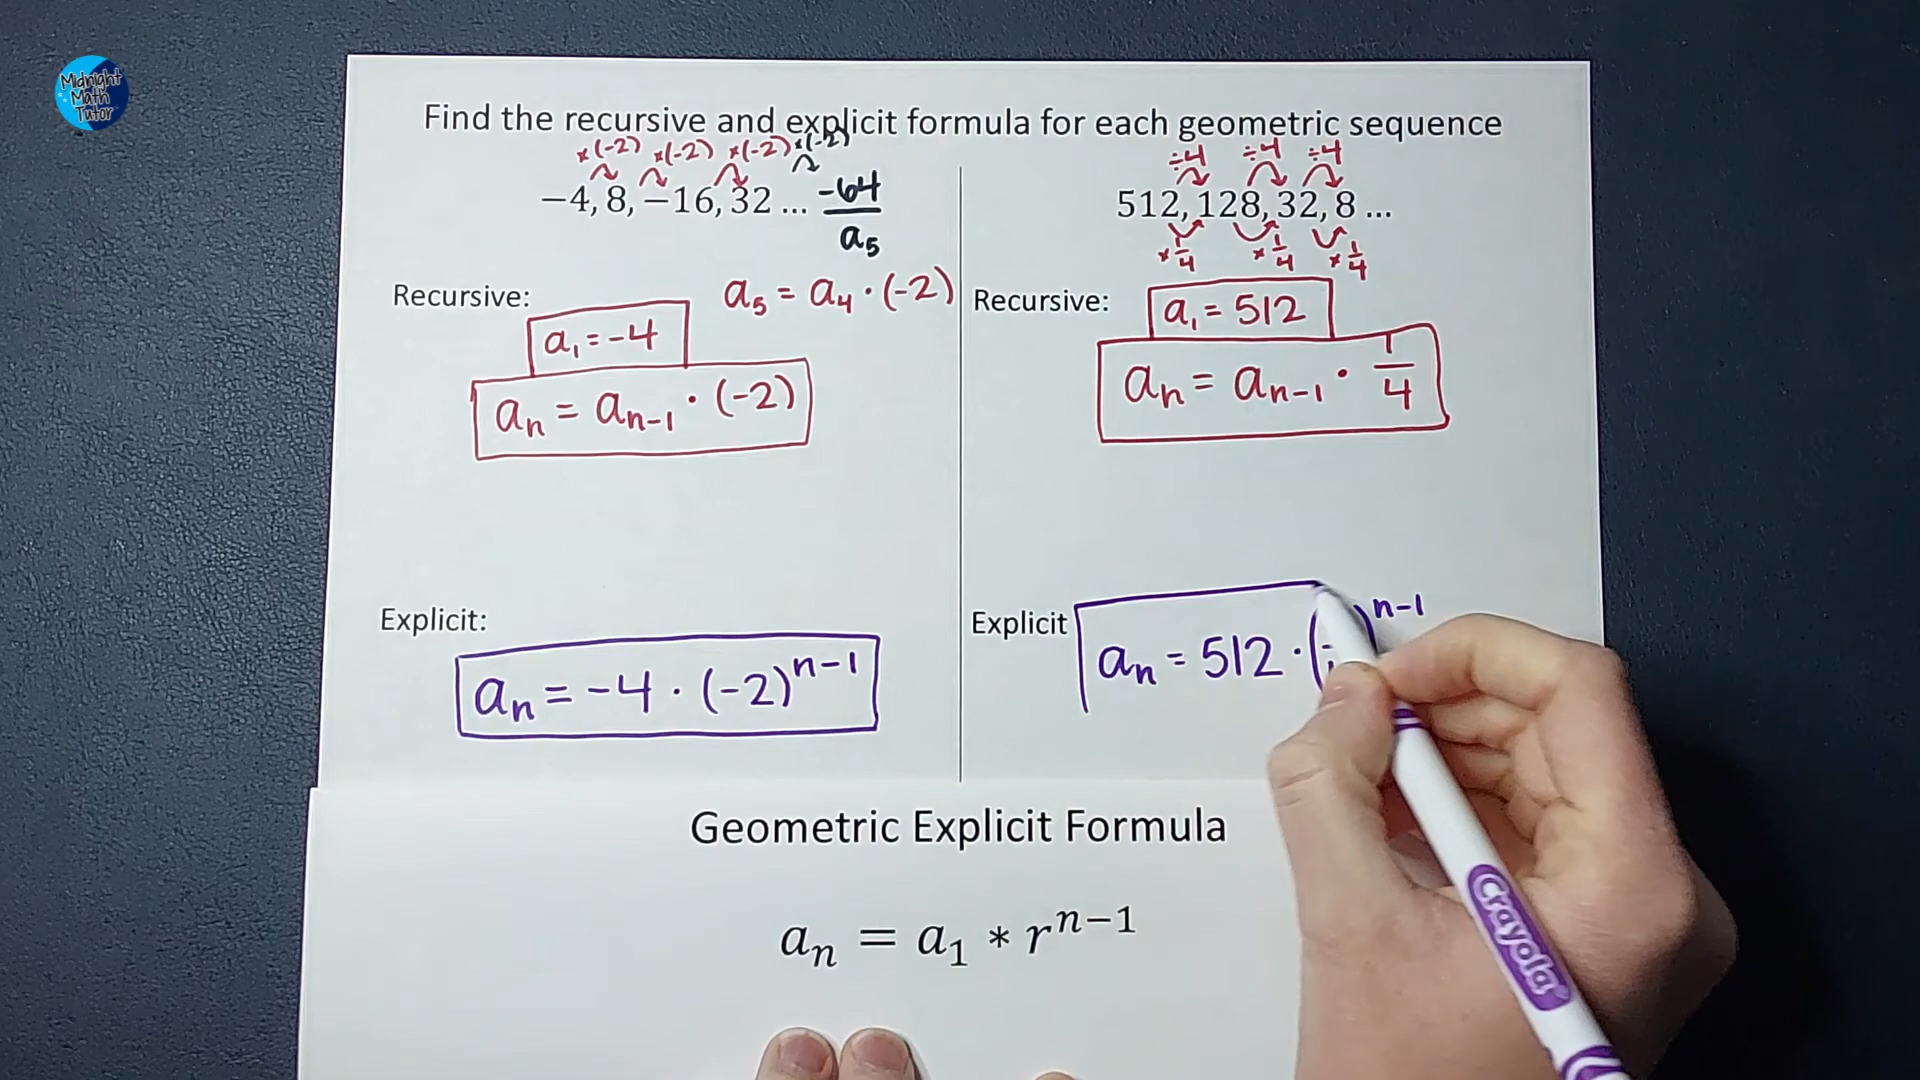 Midnight
Math
Tutor
Find the recursive and explicit formula for each geometric sequence
×(-2) ×(-2) ×(-2) ×(-2)
−4, 8, −16, 32 ... -64
a₅
÷4 ÷4 ÷4
512, 128, 32, 8 ...
×1/4 ×1/4 ×1/4
Recursive:
a₅ = a₄ · (-2)
a₁ = -4
aₙ = aₙ₋₁ · (-2)
Recursive:
a₁ = 512
aₙ = aₙ₋₁ · 1/4
Explicit:
aₙ = -4 · (-2)ⁿ⁻¹
Explicit
aₙ = 512 · ( )ⁿ⁻¹
Geometric Explicit Formula
aₙ = a₁ * rⁿ⁻¹
Crayola